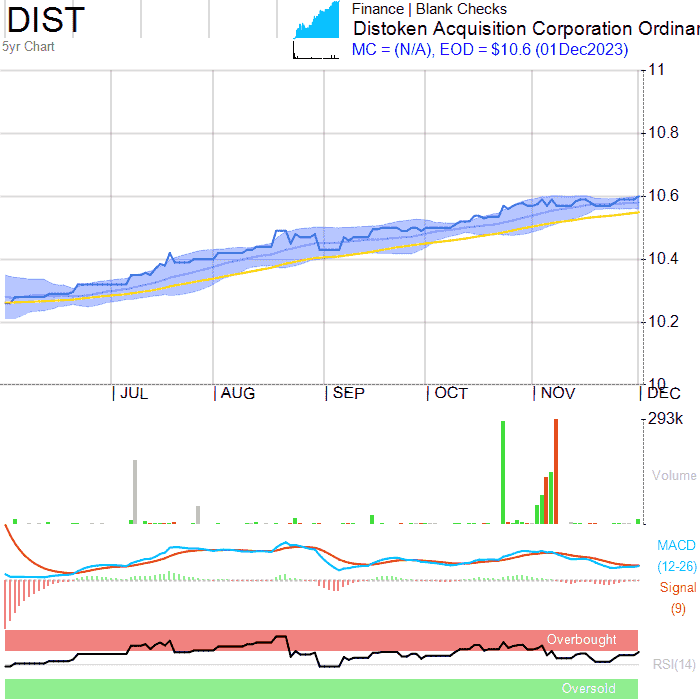 DIST
5yr Chart
Finance | Blank Checks
Distoken Acquisition Corporation Ordinar
MC = (N/A), EOD = $10.6 (01Dec2023)
11
10.8
10.6
10.4
10.2
10
JUL AUG SEP OCT NOV DEC
293k
Volume
MACD
(12-26)
Signal
(9)
Overbought
RSI(14)
Oversold